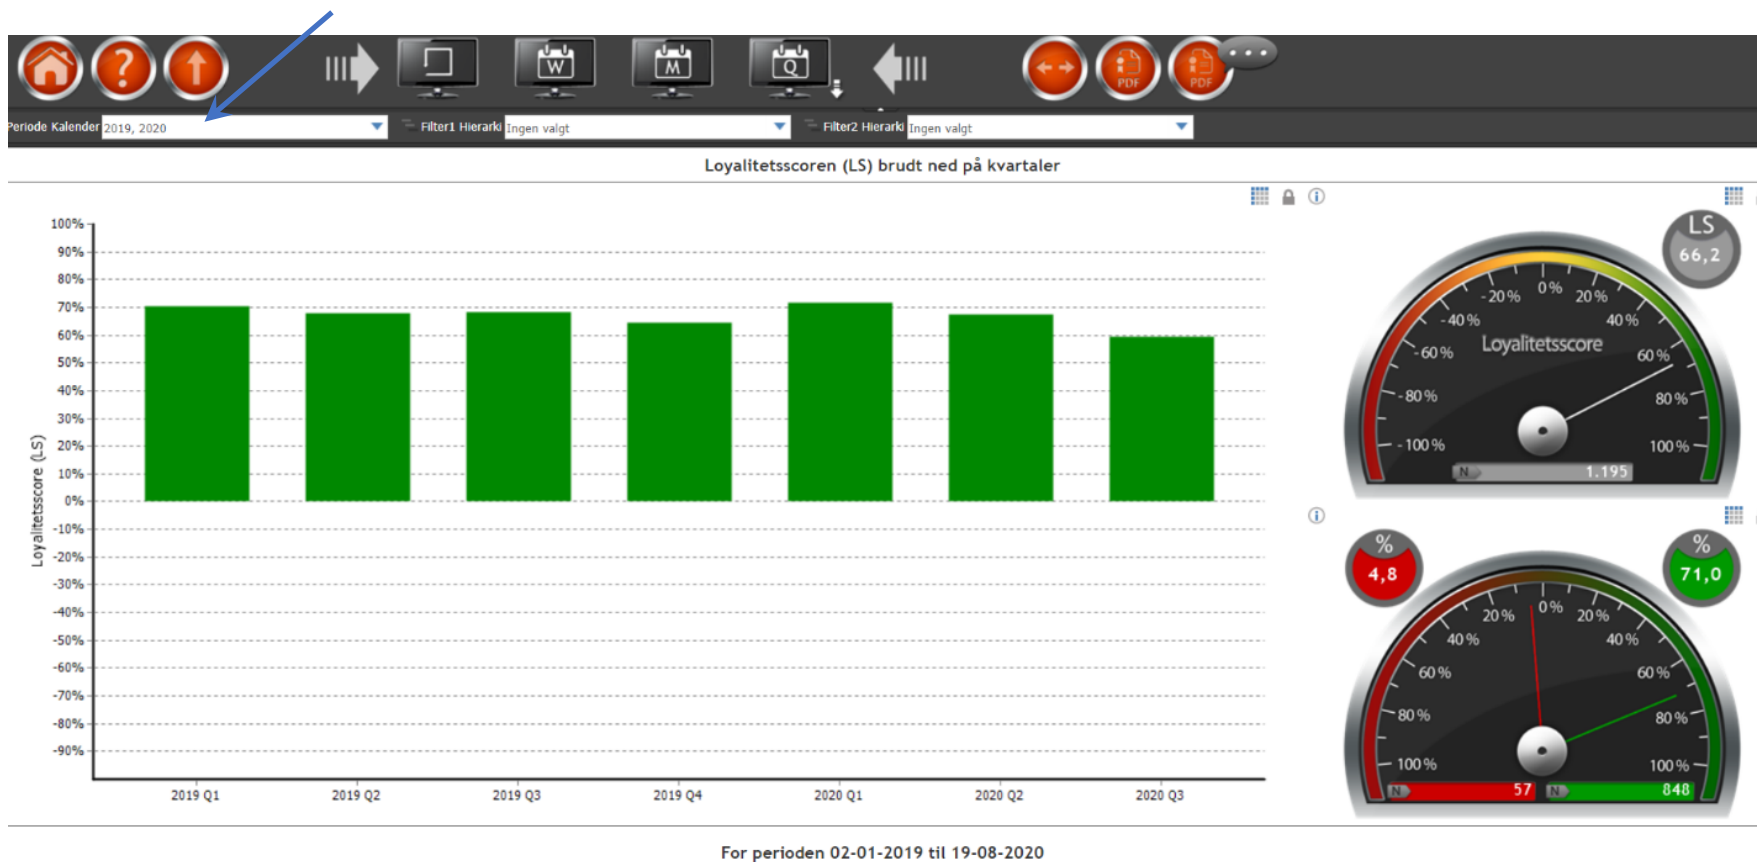 ?
W
M
Q
PDF
PDF
Periode Kalender 2019, 2020
Filter1 Hierarki Ingen valgt
Filter2 Hierarki Ingen valgt
Loyalitetsscoren (LS) brudt ned på kvartaler
Loyalitetsscore (LS)
100%
90%
80%
70%
60%
50%
40%
30%
20%
10%
0%
-10%
-20%
-30%
-40%
-50%
-60%
-70%
-80%
-90%
2019 Q1
2019 Q2
2019 Q3
2019 Q4
2020 Q1
2020 Q2
2020 Q3
LS
66,2
-100%
-80%
-60%
-40%
-20%
0%
20%
40%
60%
80%
100%
Loyalitetsscore
N 1.195
%
4,8
%
71,0
100%
80%
60%
40%
20%
0%
20%
40%
60%
80%
100%
N 57
N 848
For perioden 02-01-2019 til 19-08-2020